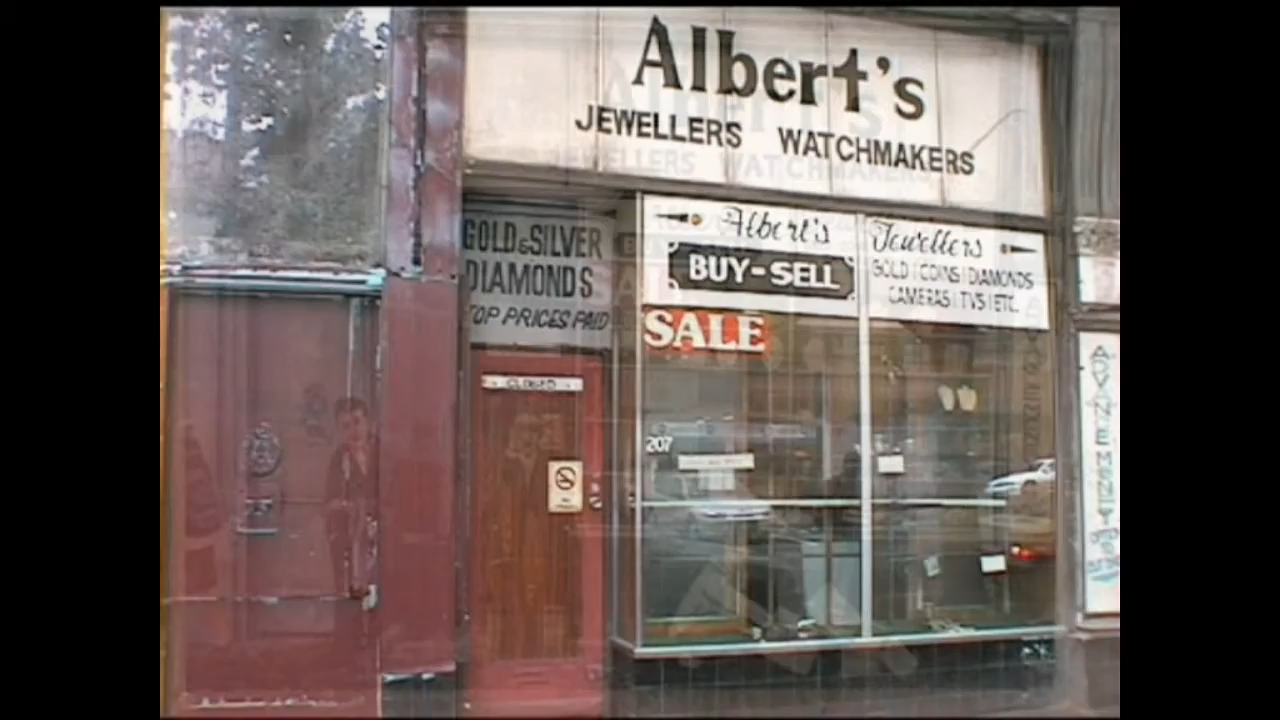 Albert's
JEWELLERS WATCHMAKERS
GOLD & SILVER
DIAMONDS
TOP PRICES PAID
Albert's
BUY-SELL
Jewellers
GOLD | COINS | DIAMONDS
CAMERAS | TVS | ETC.
SALE
CLOSED
207